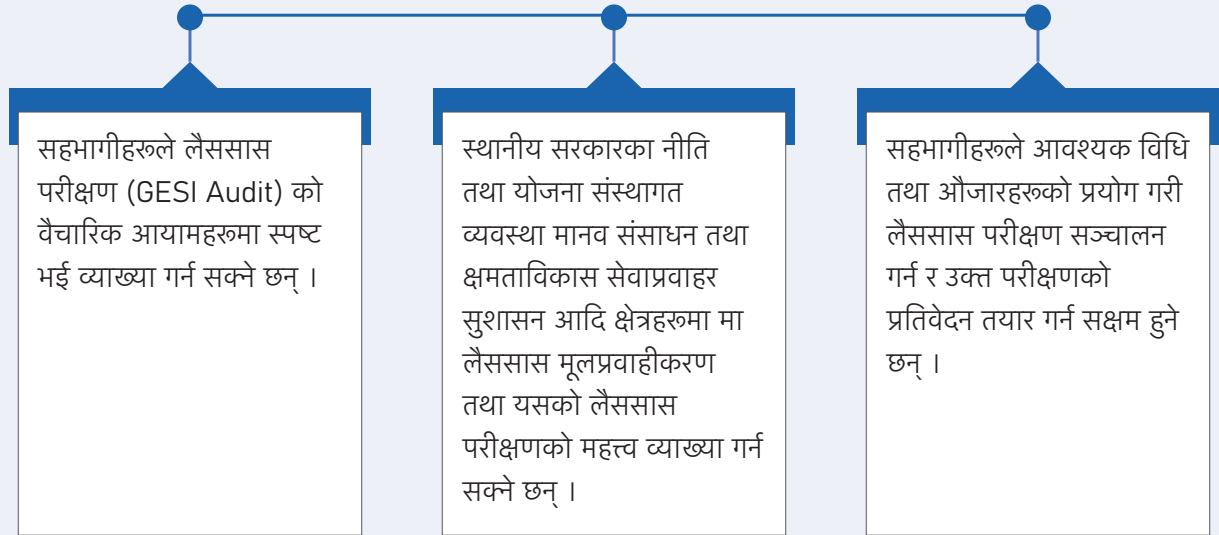 सहभागीहरूले लैससास
परीक्षण (GESI Audit) को
वैचारिक आयामहरूमा स्पष्ट
भई व्याख्या गर्न सक्ने छन् ।
स्थानीय सरकारका नीति
तथा योजना संस्थागत
व्यवस्था मानव संसाधन तथा
क्षमताविकास सेवाप्रवाहर
सुशासन आदि क्षेत्रहरूमा मा
लैससास मूलप्रवाहीकरण
तथा यसको लैससास
परीक्षणको महत्त्व व्याख्या गर्न
सक्ने छन् ।
सहभागीहरूले आवश्यक विधि
तथा औजारहरूको प्रयोग गरी
लैससास परीक्षण सञ्चालन
गर्न र उक्त परीक्षणको
प्रतिवेदन तयार गर्न सक्षम हुने
छन् ।